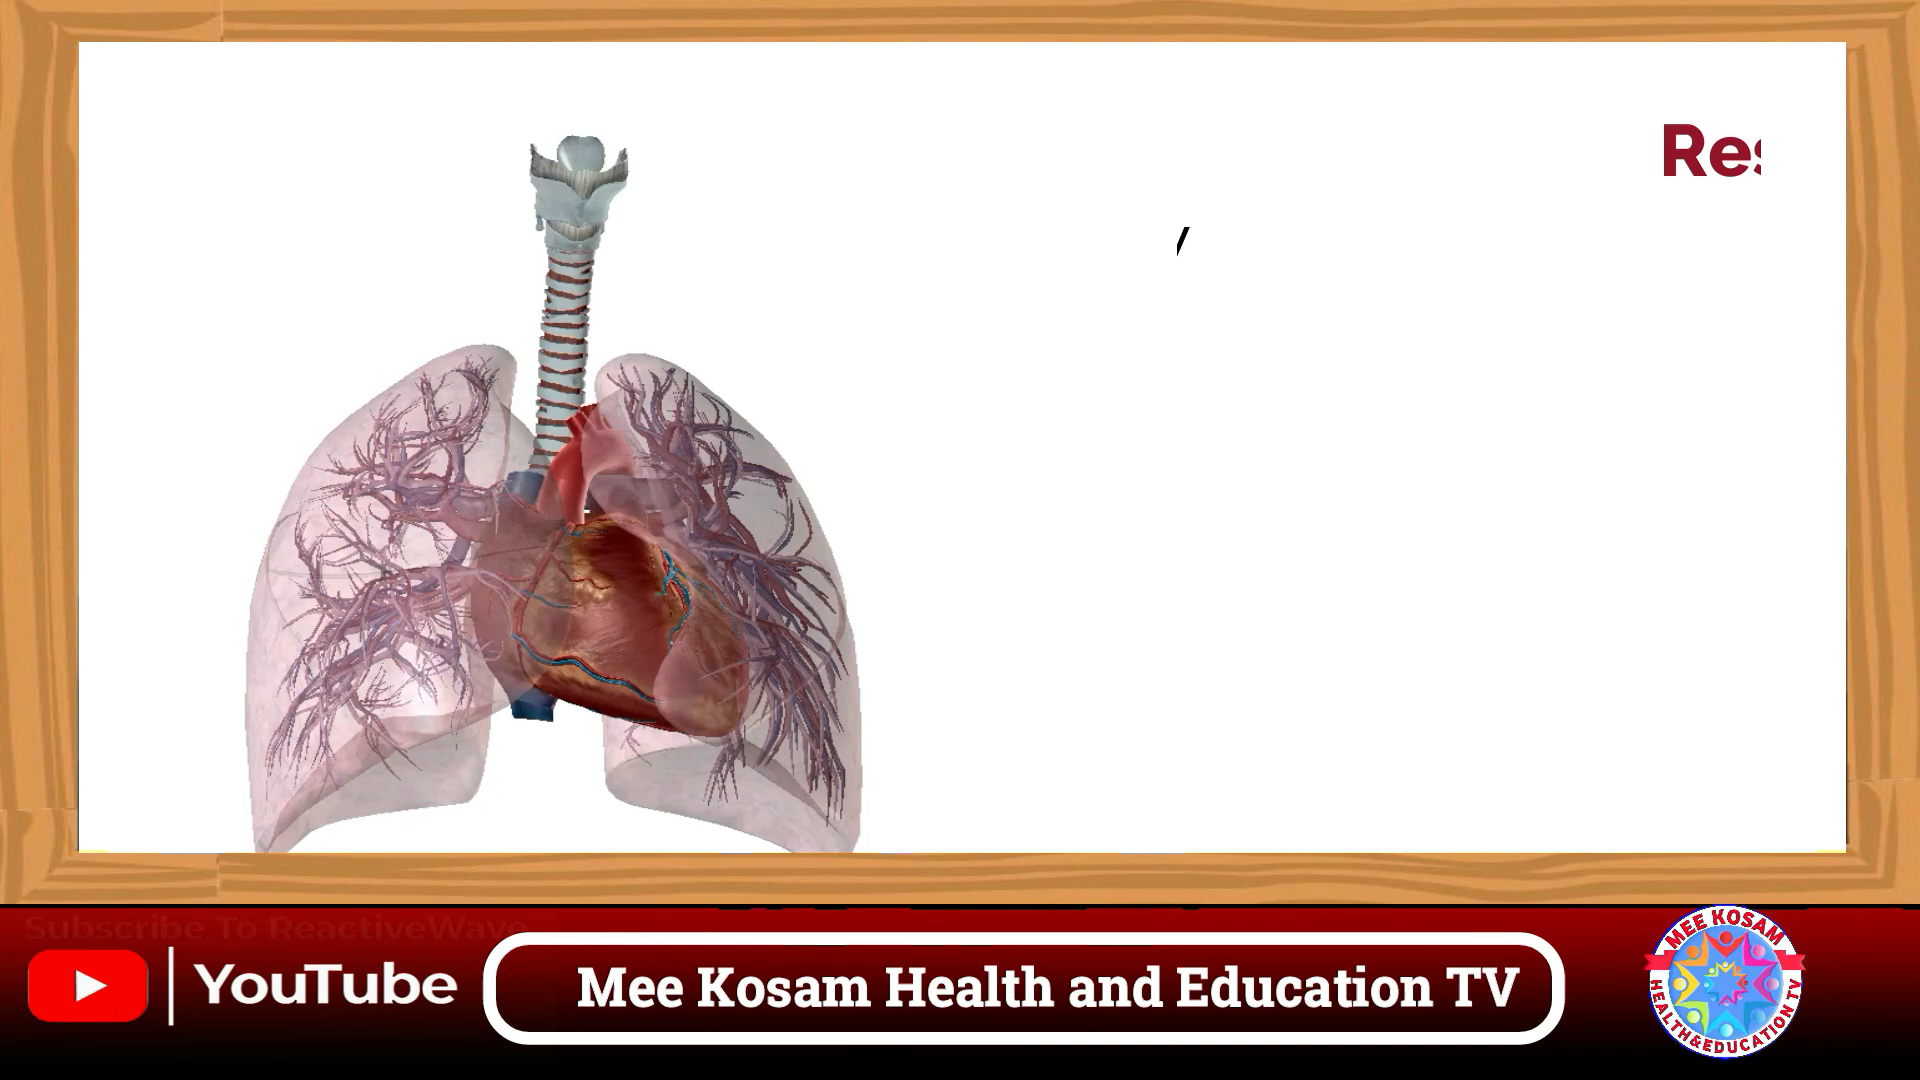 Res
y
Subscribe To ReactiveWave
YouTube
Mee Kosam Health and Education TV
MEE KOSAM
HEALTH&EDUCATION TV